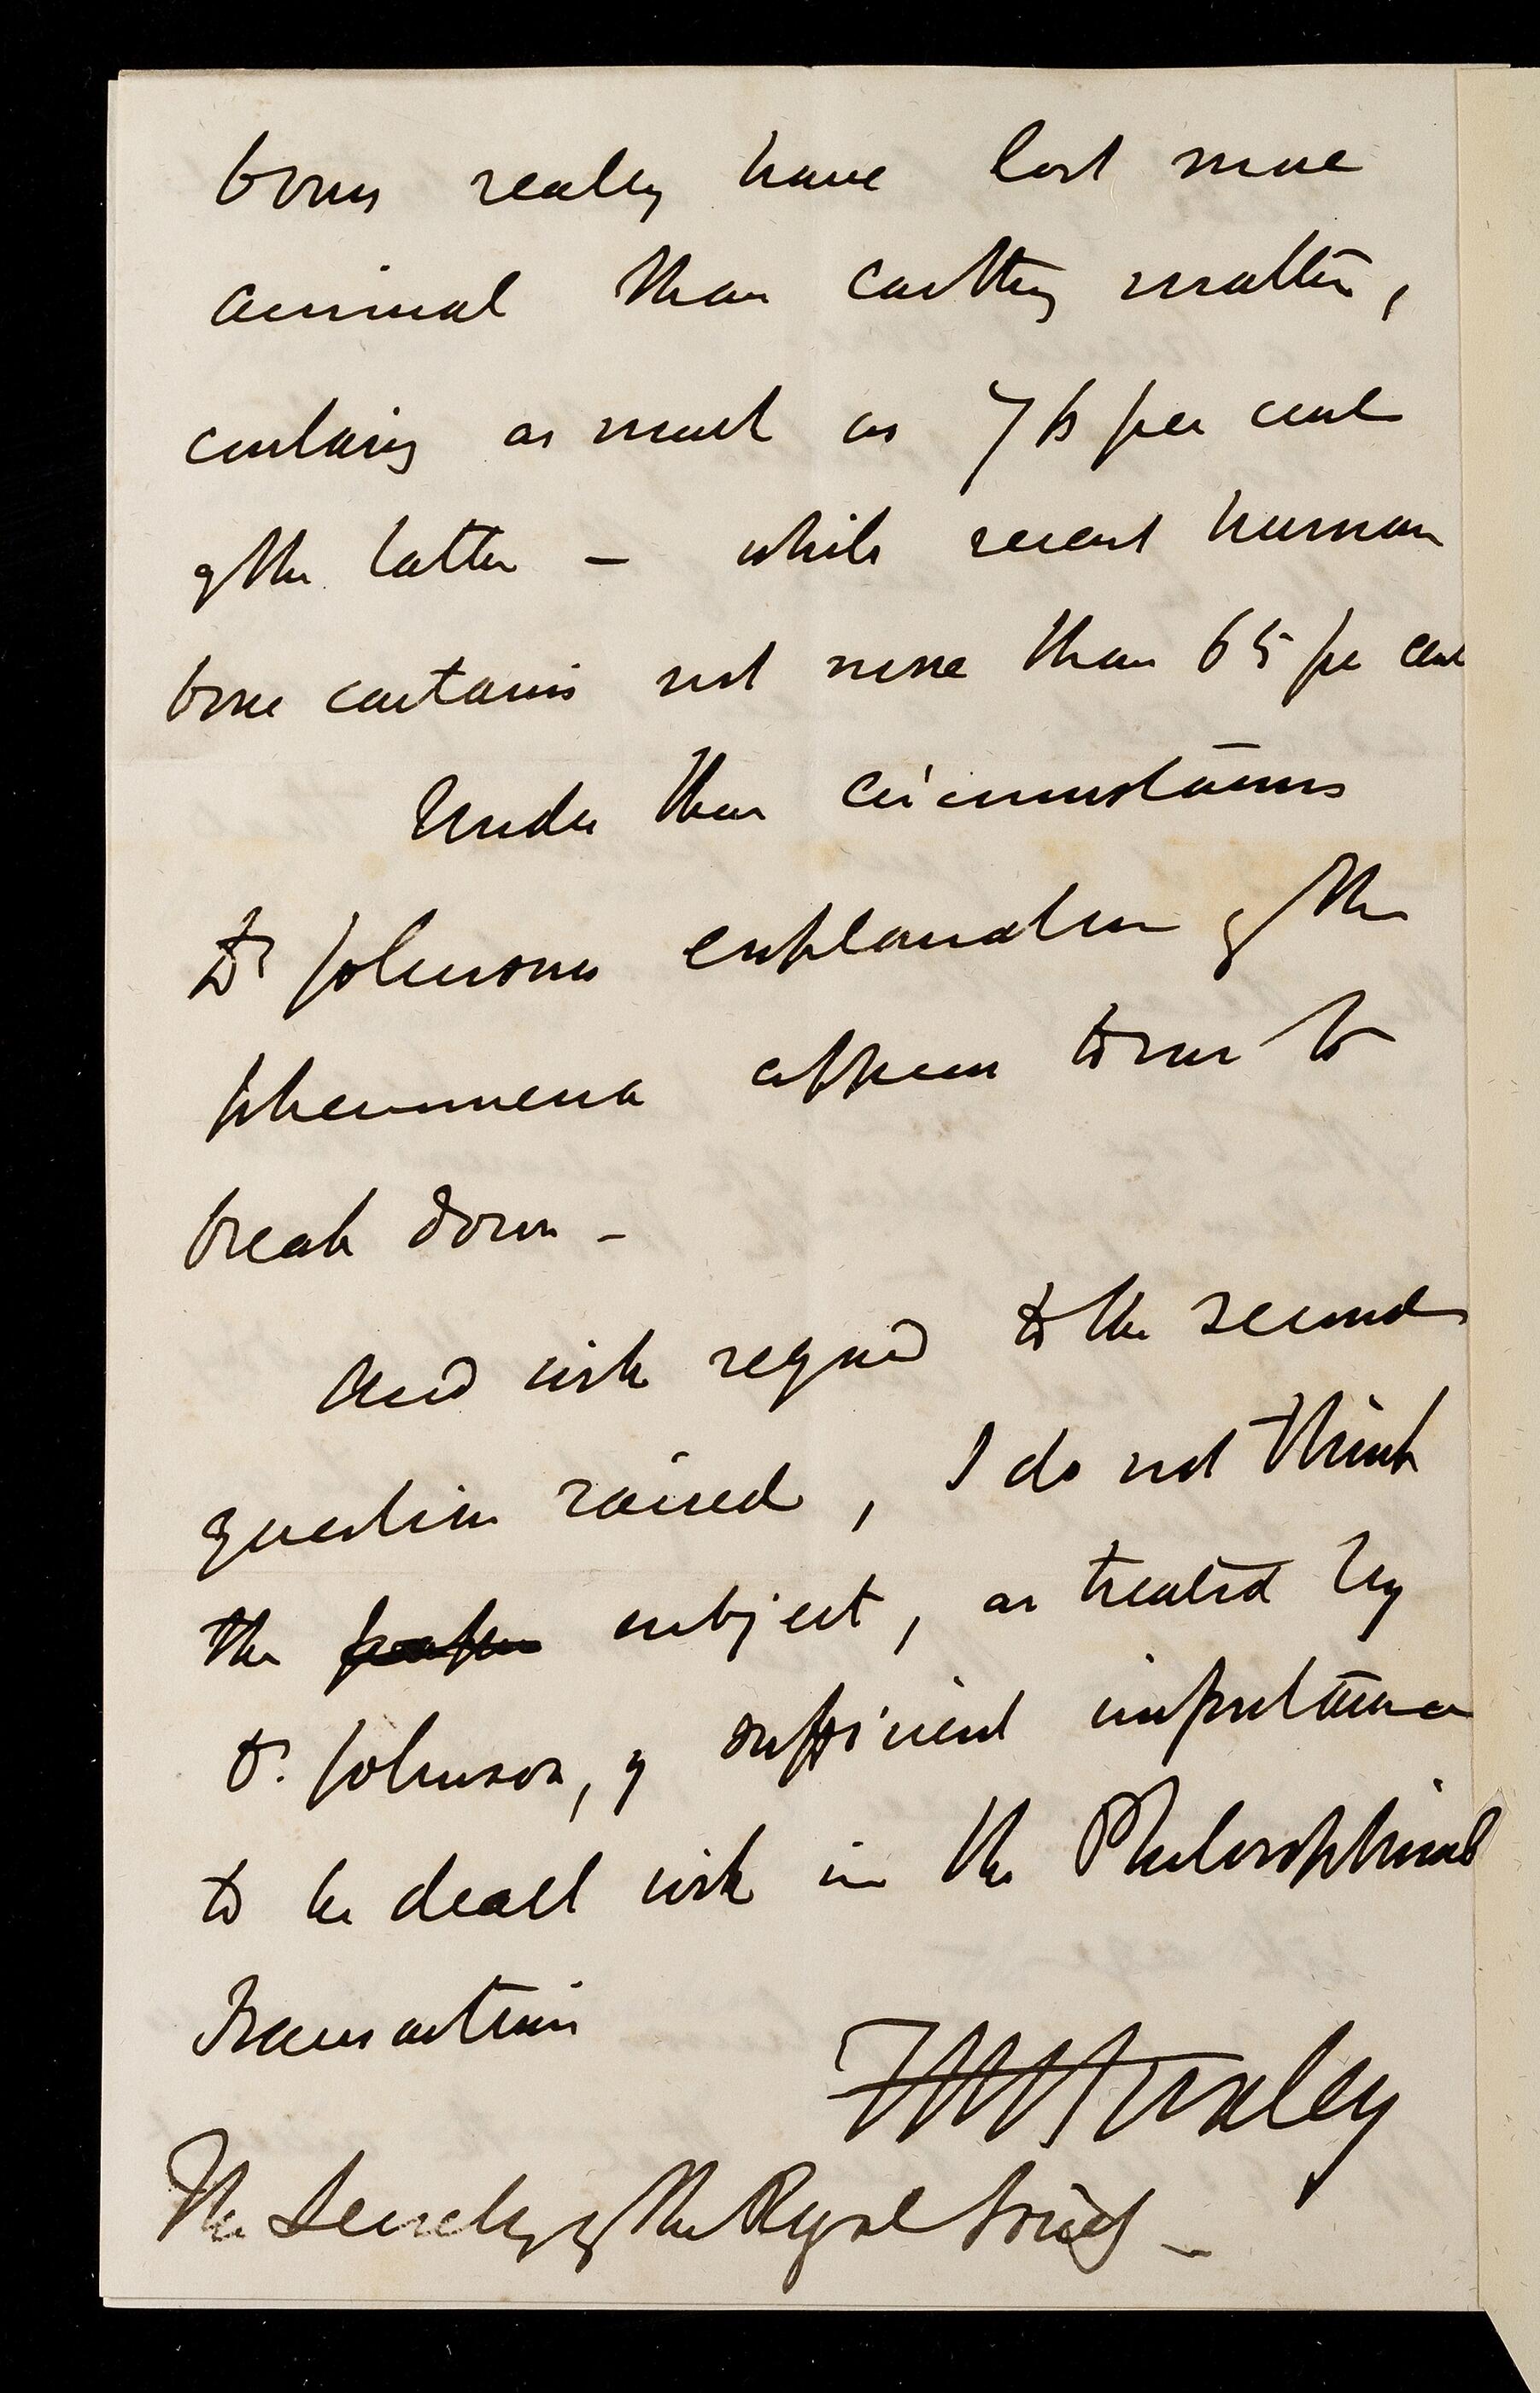 bones really have lost more
animal than earthy matter,
containing as much as 76 per cent
of the latter – while recent human
bone contains not more than 65 per cent
Under these circumstances
Dr Johnsons explanation of the
phenomena appears to me to
break down –
And with regard to the second
question raised, I do not think
the paper subject, as treated by
Dr. Johnson, of sufficient importance
to be dealt with in the Philosophical
Transactions
THHuxley
The Secretary of the Royal Society –